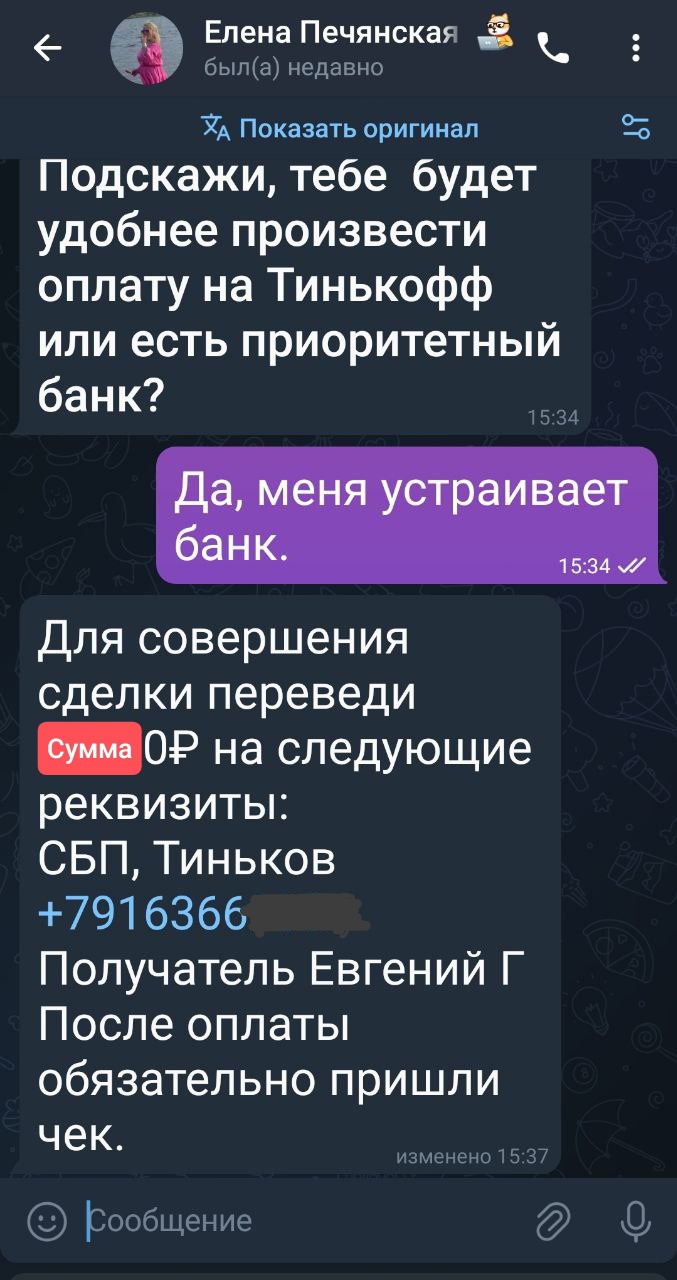 Елена Печянская
был(а) недавно
Показать оригинал
Подскажи, тебе будет
удобнее произвести
оплату на Тинькофф
или есть приоритетный
банк?
15:34
Да, меня устраивает
банк.
15:34
Для совершения
сделки переведи
Сумма 0₽ на следующие
реквизиты:
СБП, Тиньков
+7916366
Получатель Евгений Г
После оплаты
обязательно пришли
чек.
изменено 15:37
Сообщение